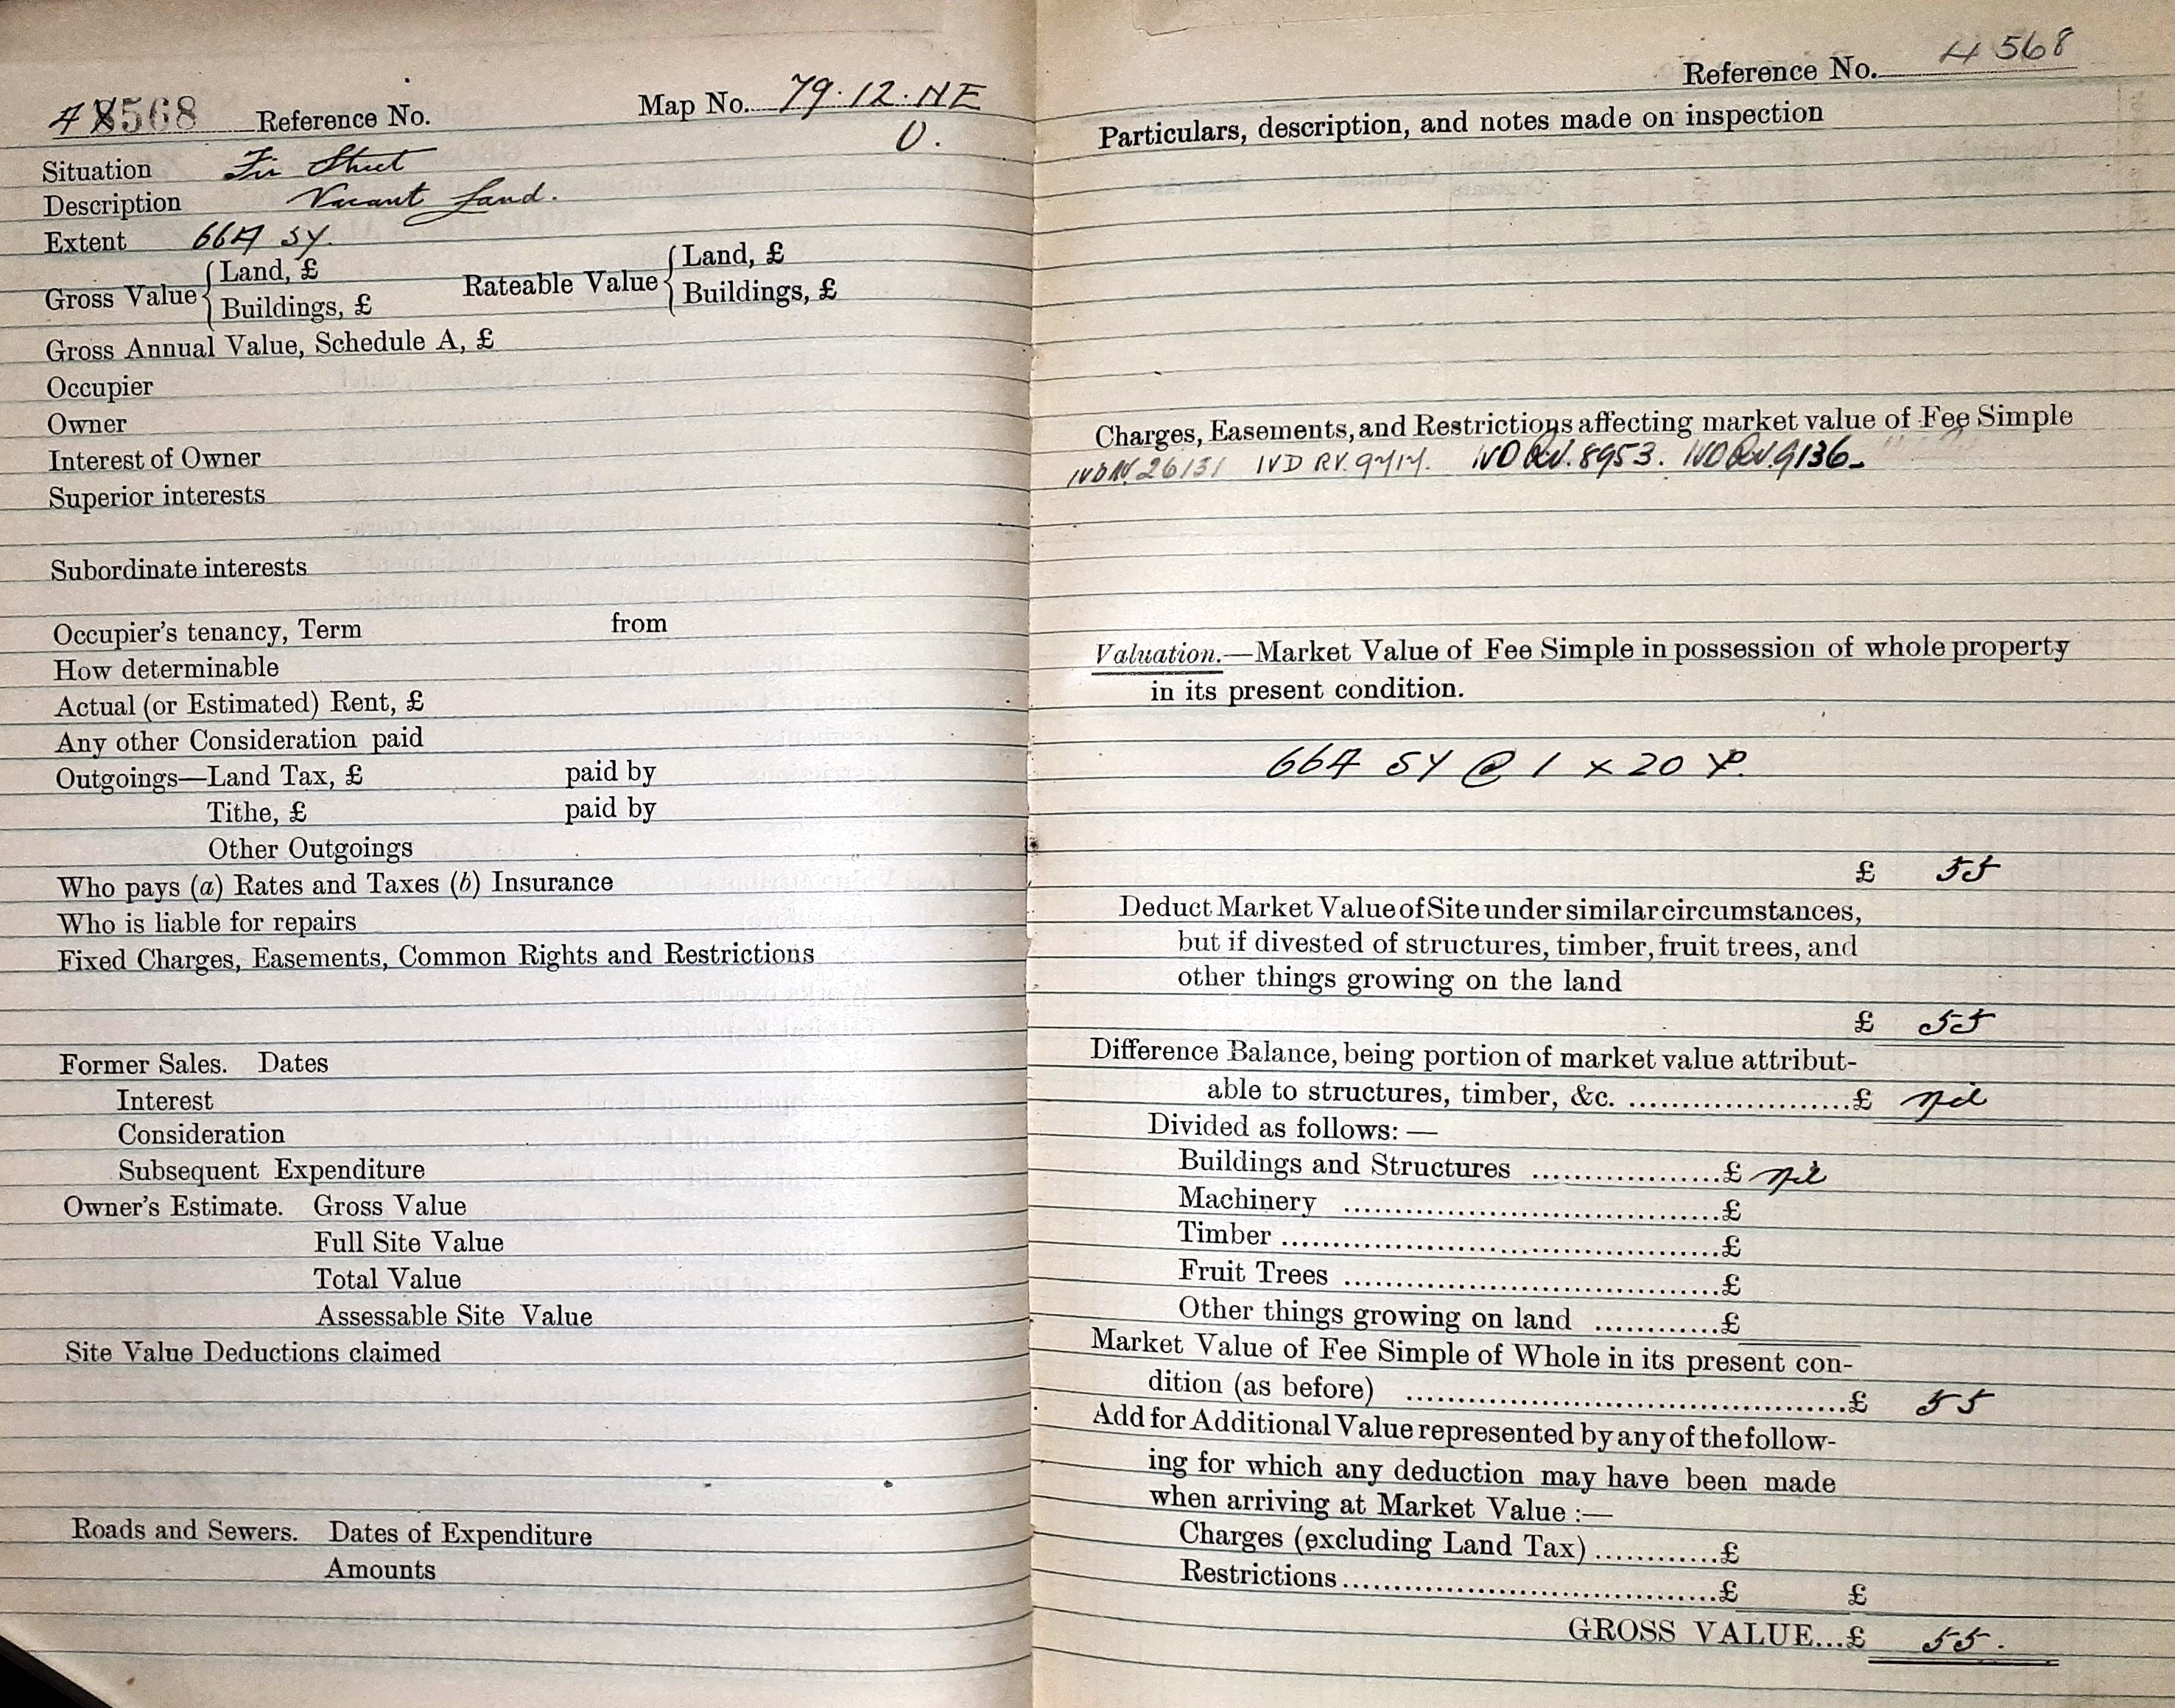 4 8568 Reference No. Map No. 79.12.NE
U.
Situation Fir Street
Description Vacant Land.
Extent 664 SY.
Gross Value { Land, £ Rateable Value { Land, £
Buildings, £ Buildings, £
Gross Annual Value, Schedule A, £
Occupier
Owner
Interest of Owner
Superior interests
Subordinate interests
Occupier's tenancy, Term from
How determinable
Actual (or Estimated) Rent, £
Any other Consideration paid
Outgoings—Land Tax, £ paid by
Tithe, £ paid by
Other Outgoings
Who pays (a) Rates and Taxes (b) Insurance
Who is liable for repairs
Fixed Charges, Easements, Common Rights and Restrictions
Former Sales. Dates
Interest
Consideration
Subsequent Expenditure
Owner's Estimate. Gross Value
Full Site Value
Total Value
Assessable Site Value
Site Value Deductions claimed
Roads and Sewers. Dates of Expenditure
Amounts
Reference No. 4568
Particulars, description, and notes made on inspection
Charges, Easements, and Restrictions affecting market value of Fee Simple
IVD RV. 26131 IVD RV. IVD RV. 8953. IVD RV. 9136
Valuation.—Market Value of Fee Simple in possession of whole property
in its present condition.
664 SY @ 1 x 20 YP.
£ 55
Deduct Market Value of Site under similar circumstances,
but if divested of structures, timber, fruit trees, and
other things growing on the land
£ 55
Difference Balance, being portion of market value attribut-
able to structures, timber, &c. ....................£ nil
Divided as follows: —
Buildings and Structures .................£ nil
Machinery ....................................£
Timber ..........................................£
Fruit Trees ....................................£
Other things growing on land ...........£
Market Value of Fee Simple of Whole in its present con-
dition (as before) ..........................................£ 55
Add for Additional Value represented by any of the follow-
ing for which any deduction may have been made
when arriving at Market Value :—
Charges (excluding Land Tax) ...........£
Restrictions....................................£ £
GROSS VALUE...£ 55.